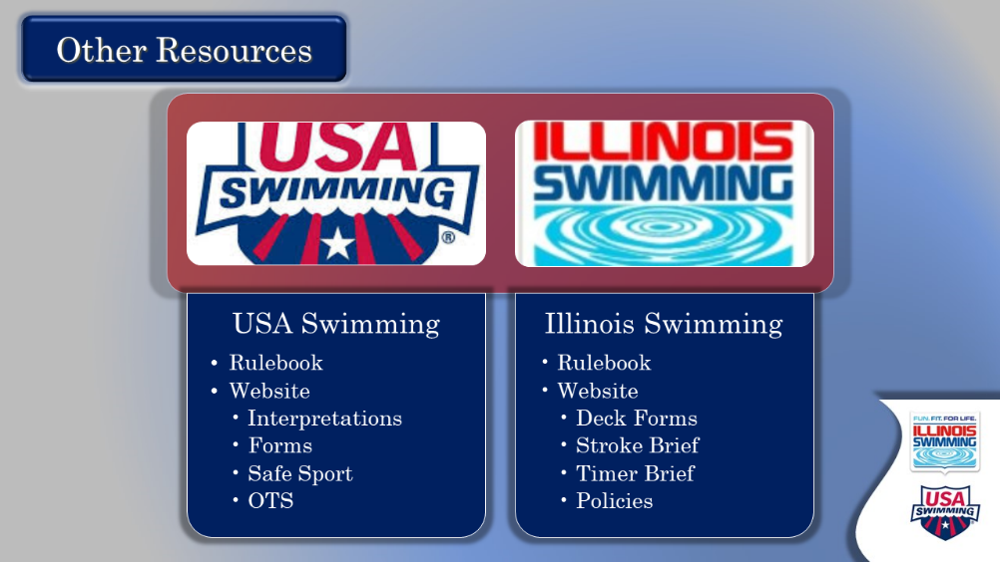 Other Resources
USA
SWIMMING
®
ILLINOIS
SWIMMING
USA Swimming
• Rulebook
• Website
• Interpretations
• Forms
• Safe Sport
• OTS
Illinois Swimming
• Rulebook
• Website
• Deck Forms
• Stroke Brief
• Timer Brief
• Policies
FUN. FIT. FOR LIFE.
ILLINOIS
SWIMMING
USA
SWIMMING